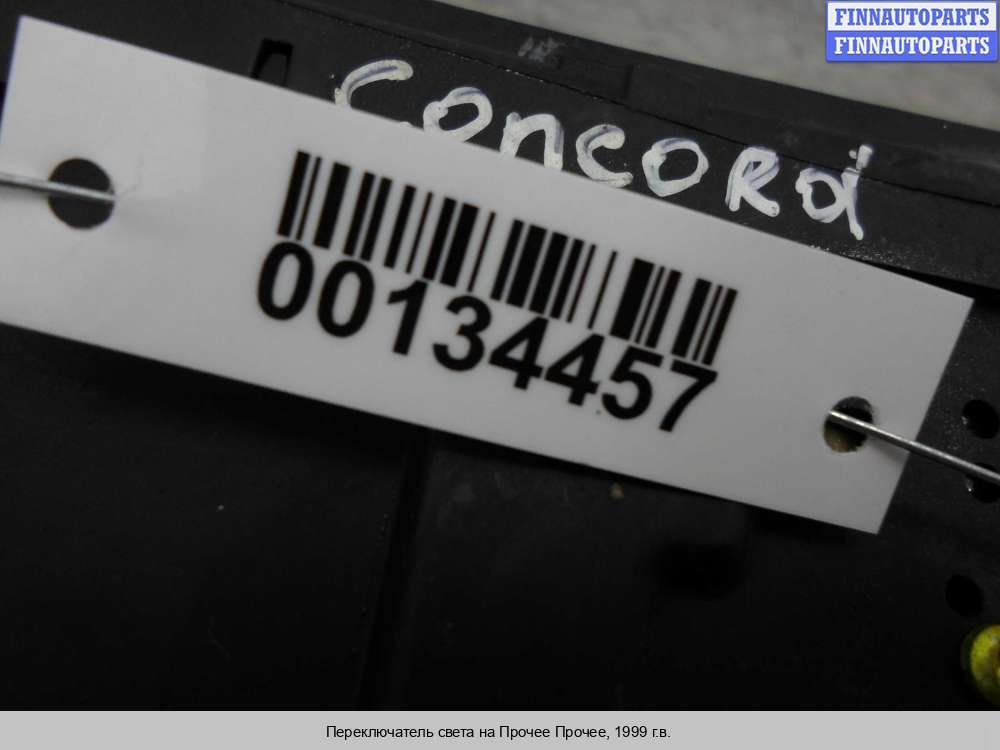 FINNAUTOPARTS
FINNAUTOPARTS
Concord
00134457
Переключатель света на Прочее Прочее, 1999 г.в.